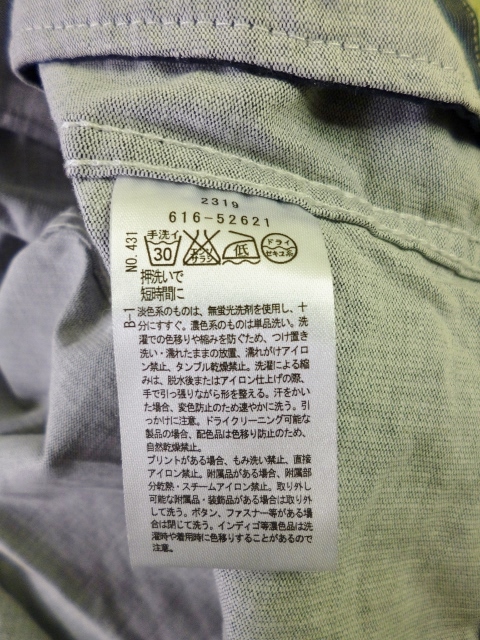 2319
616-52621
手洗イ
30
エンソサラシ
低
ドライ
セキユ系
NO. 431
押洗いで
短時間に
B-1
淡色系のものは、無蛍光洗剤を使用し、十
分にすすぐ。濃色系のものは単品洗い。洗
濯での色移りや縮みを防ぐため、つけ置き
洗い・濡れたままの放置、濡れがけアイロ
ン禁止、タンブル乾燥禁止。洗濯による縮
みは、脱水後またはアイロン仕上げの際、
手で引っ張りながら形を整える。汗をかい
た場合、変色防止のため速やかに洗う。引
っかけに注意。ドライクリーニング可能な
製品の場合、配色品は色移り防止のため、
自然乾燥禁止。
プリントがある場合、もみ洗い禁止、直接
アイロン禁止。附属品がある場合、附属部
分乾熱・スチームアイロン禁止。取り外し
可能な附属品・装飾品がある場合は取り外
して洗う。ボタン、ファスナー等がある場
合は閉じて洗う。インディゴ等濃色品は洗
濯時や着用時に色移りすることがあるので
注意。